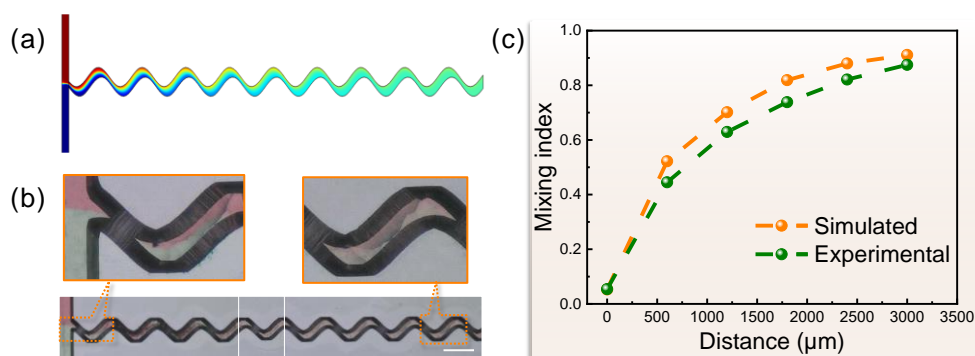 (a)
(b)
(c)
1.0
0.8
0.6
0.4
0.2
0.0
Mixing index
Simulated
Experimental
0 500 1000 1500 2000 2500 3000 3500
Distance (μm)